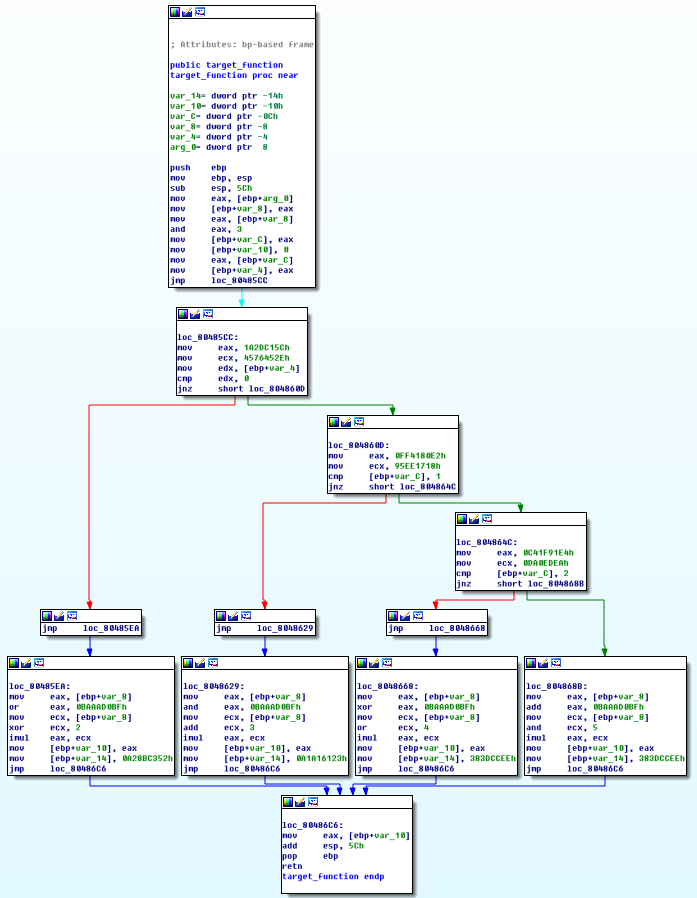 ; Attributes: bp-based frame
public target_function
target_function proc near
var_14= dword ptr -14h
var_10= dword ptr -10h
var_C= dword ptr -0Ch
var_8= dword ptr -8
var_4= dword ptr -4
arg_0= dword ptr  8
push    ebp
mov     ebp, esp
sub     esp, 5Ch
mov     eax, [ebp+arg_0]
mov     [ebp+var_8], eax
mov     eax, [ebp+var_8]
and     eax, 3
mov     [ebp+var_C], eax
mov     [ebp+var_10], 0
mov     eax, [ebp+var_C]
mov     [ebp+var_4], eax
jmp     loc_80485CC
loc_80485CC:
mov     eax, 1A2DC15Ch
mov     ecx, 4576452Eh
mov     edx, [ebp+var_4]
cmp     edx, 0
jnz     short loc_804860D
loc_804860D:
mov     eax, 0FF4180E2h
mov     ecx, 95EE1718h
cmp     [ebp+var_C], 1
jnz     short loc_804864C
loc_804864C:
mov     eax, 0C41F91E4h
mov     ecx, 0DA0EDEAh
cmp     [ebp+var_C], 2
jnz     short loc_804868B
jmp     loc_80485EA
jmp     loc_8048629
jmp     loc_8048668
loc_80485EA:
mov     eax, [ebp+var_8]
or      eax, 0BAAAD0BFh
mov     ecx, [ebp+var_8]
xor     ecx, 2
imul    eax, ecx
mov     [ebp+var_10], eax
mov     [ebp+var_14], 0A28BC352h
jmp     loc_80486C6
loc_8048629:
mov     eax, [ebp+var_8]
and     eax, 0BAAAD0BFh
mov     ecx, [ebp+var_8]
add     ecx, 3
imul    eax, ecx
mov     [ebp+var_10], eax
mov     [ebp+var_14], 0A1A16123h
jmp     loc_80486C6
loc_8048668:
mov     eax, [ebp+var_8]
xor     eax, 0BAAAD0BFh
mov     ecx, [ebp+var_8]
or      ecx, 4
imul    eax, ecx
mov     [ebp+var_10], eax
mov     [ebp+var_14], 383DCCEEh
jmp     loc_80486C6
loc_804868B:
mov     eax, [ebp+var_8]
add     eax, 0BAAAD0BFh
mov     ecx, [ebp+var_8]
and     ecx, 5
imul    eax, ecx
mov     [ebp+var_10], eax
mov     [ebp+var_14], 383DCCEEh
jmp     loc_80486C6
loc_80486C6:
mov     eax, [ebp+var_10]
add     esp, 5Ch
pop     ebp
retn
target_function endp